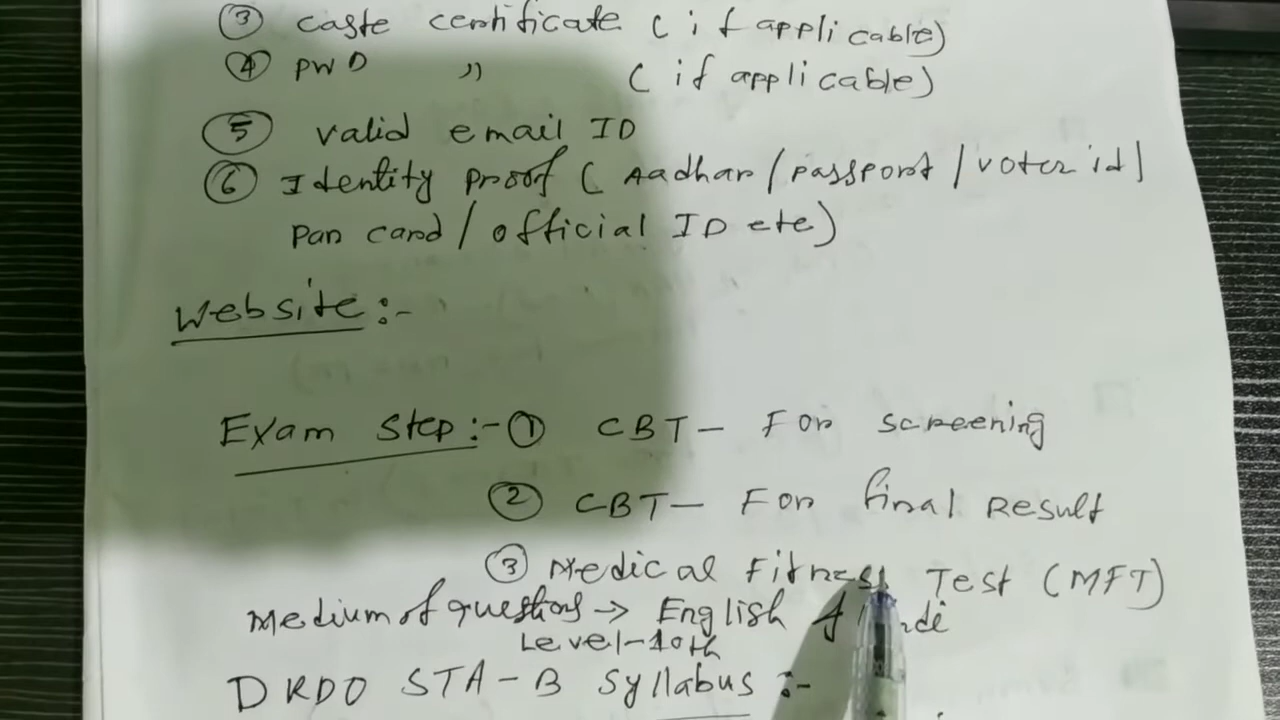 ③ caste certificate (if applicable)
④ PWD " (if applicable)
⑤ valid email ID
⑥ Identity proof (Aadhar/passport/voter id/
Pan card/official ID etc)
Website:-
Exam Step:- ① CBT- For screening
② CBT- For final Result
③ Medical Fitness Test (MFT)
Medium of questions → English
Level-10th
DRDO STA-B Syllabus :-